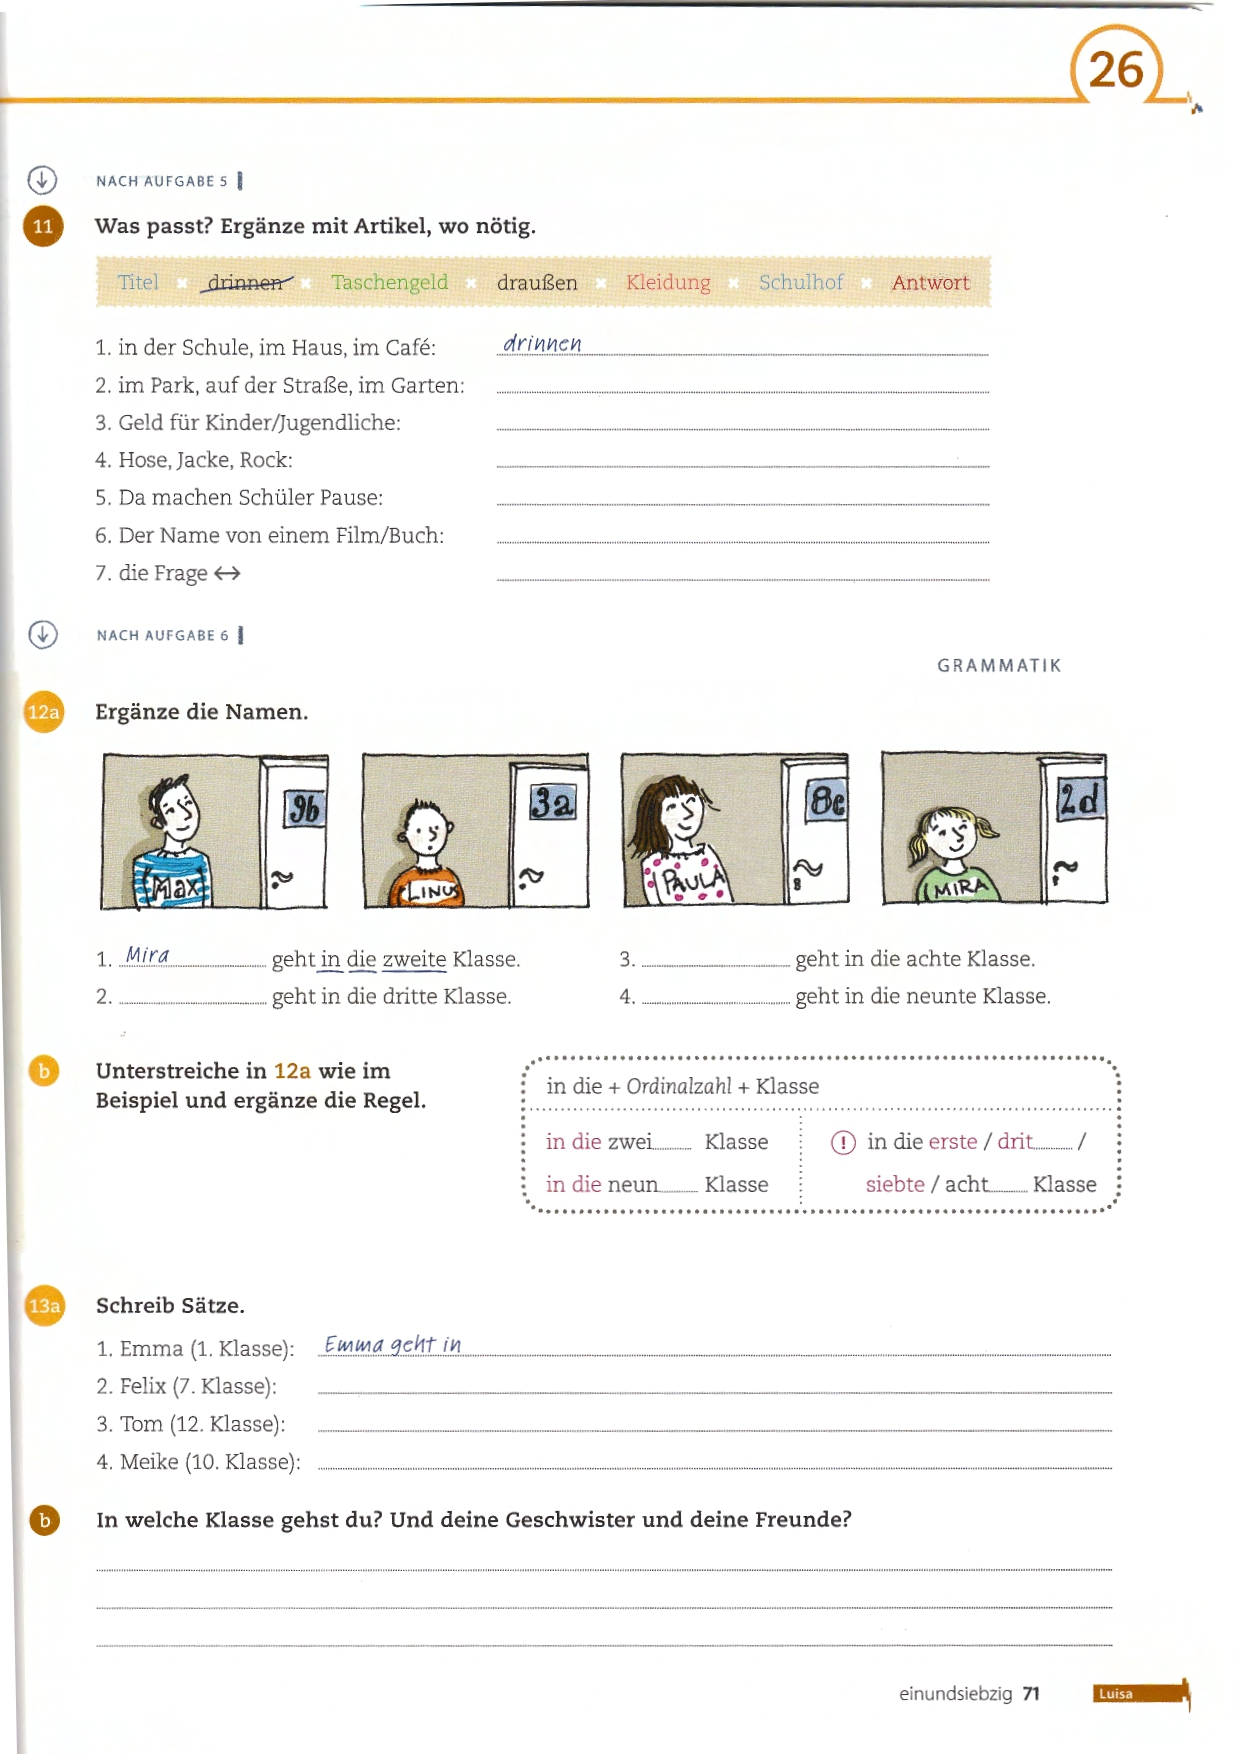 26
NACH AUFGABE 5
11 Was passt? Ergänze mit Artikel, wo nötig.
Titel drinnen Taschengeld draußen Kleidung Schulhof Antwort
1. in der Schule, im Haus, im Café: drinnen
2. im Park, auf der Straße, im Garten:
3. Geld für Kinder/Jugendliche:
4. Hose, Jacke, Rock:
5. Da machen Schüler Pause:
6. Der Name von einem Film/Buch:
7. die Frage ↔
NACH AUFGABE 6
GRAMMATIK
12a Ergänze die Namen.
9b 3a 8c 2d
Max LINUS PAULA MIRA
1. Mira geht in die zweite Klasse.
2. geht in die dritte Klasse.
3. geht in die achte Klasse.
4. geht in die neunte Klasse.
b Unterstreiche in 12a wie im
Beispiel und ergänze die Regel.
in die + Ordinalzahl + Klasse
in die zwei Klasse
in die neun Klasse
! in die erste / drit /
siebte / acht Klasse
13a Schreib Sätze.
1. Emma (1. Klasse): Emma geht in
2. Felix (7. Klasse):
3. Tom (12. Klasse):
4. Meike (10. Klasse):
b In welche Klasse gehst du? Und deine Geschwister und deine Freunde?
einundsiebzig 71
Luisa